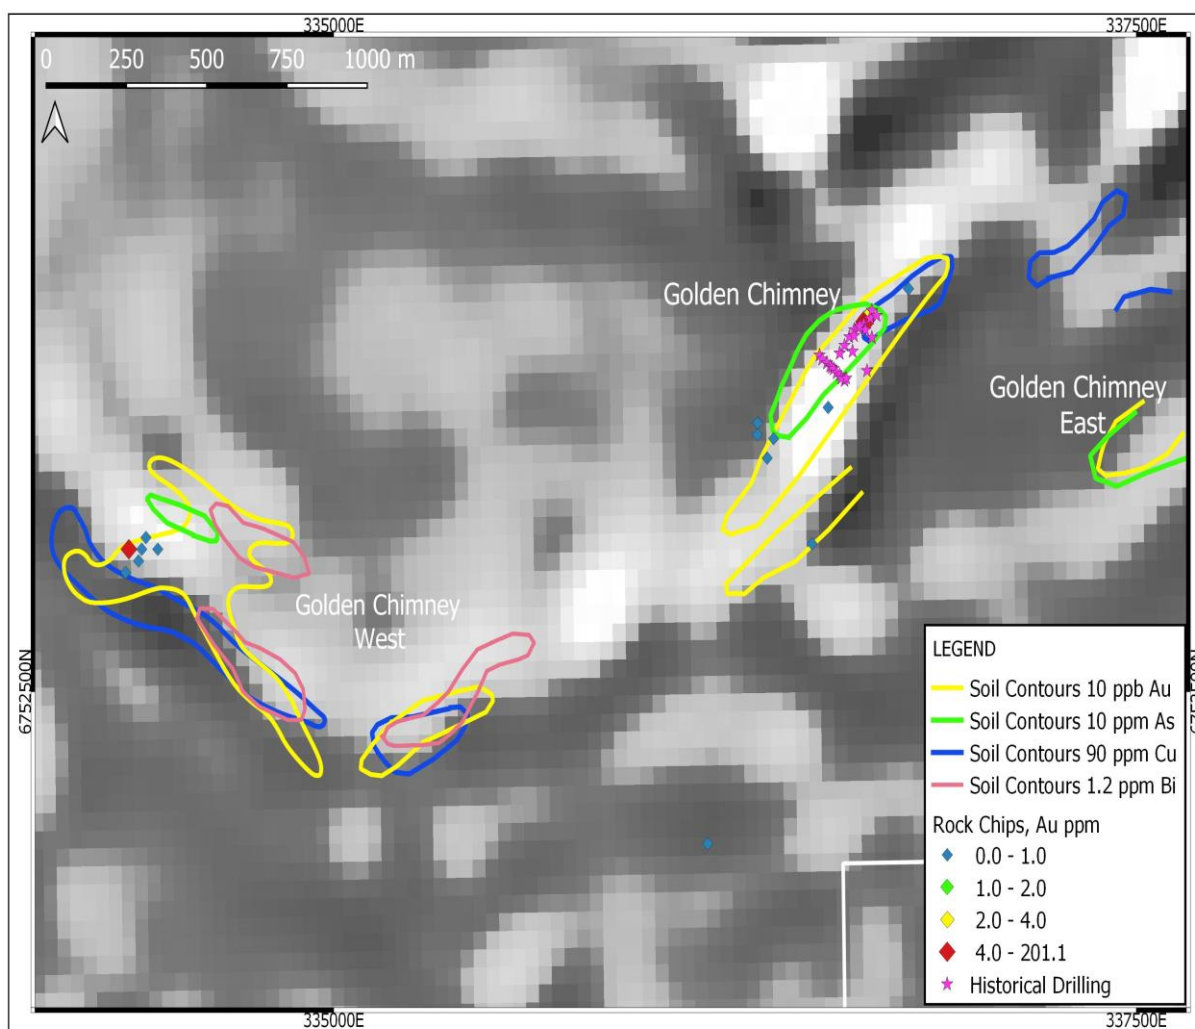 335000E
337500E
0 250 500 750 1000 m
Golden Chimney
Golden Chimney
East
Golden Chimney
West
6752500N
6752500N
LEGEND
Soil Contours 10 ppb Au
Soil Contours 10 ppm As
Soil Contours 90 ppm Cu
Soil Contours 1.2 ppm Bi
Rock Chips, Au ppm
0.0 - 1.0
1.0 - 2.0
2.0 - 4.0
4.0 - 201.1
Historical Drilling
335000E
337500E